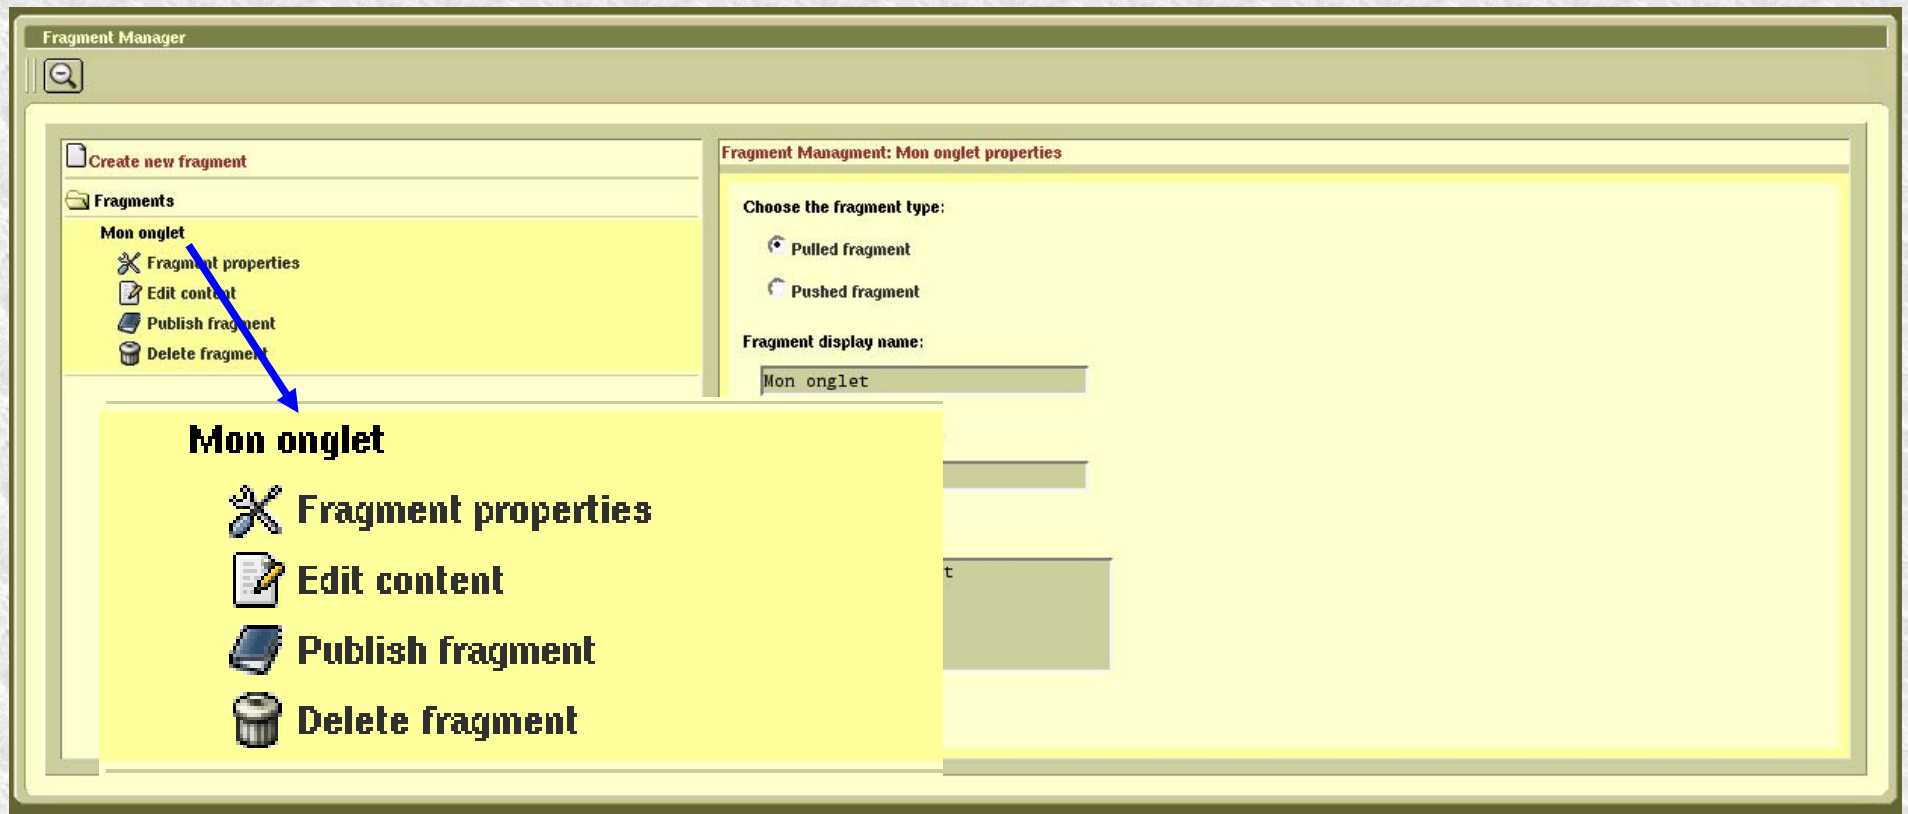 Fragment Manager
Create new fragment
Fragments
Mon onglet
Fragment properties
Edit content
Publish fragment
Delete fragment
Fragment Managment: Mon onglet properties
Choose the fragment type:
Pulled fragment
Pushed fragment
Fragment display name:
Mon onglet
t
Mon onglet
Fragment properties
Edit content
Publish fragment
Delete fragment